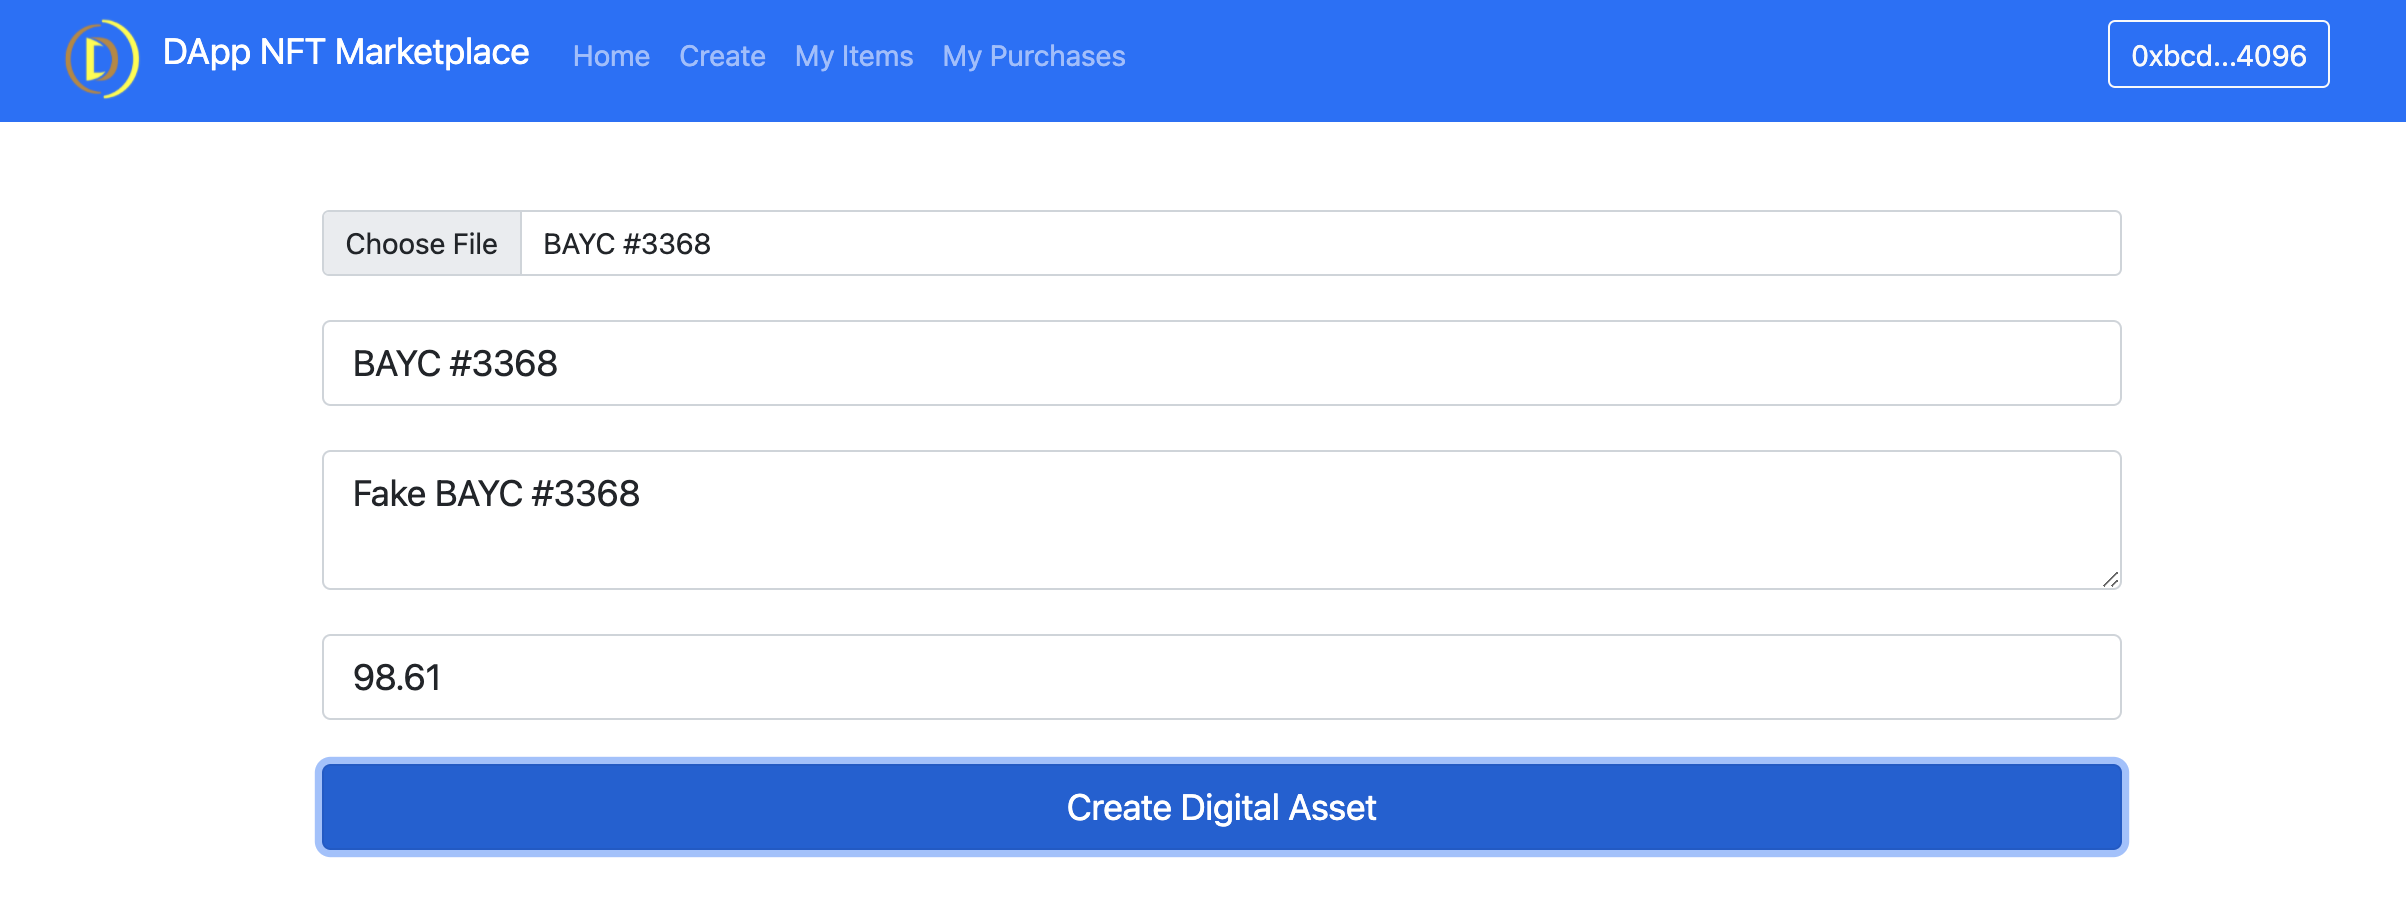 DApp NFT Marketplace Home Create My Items My Purchases 0xbcd...4096
Choose File BAYC #3368
BAYC #3368
Fake BAYC #3368
98.61
Create Digital Asset